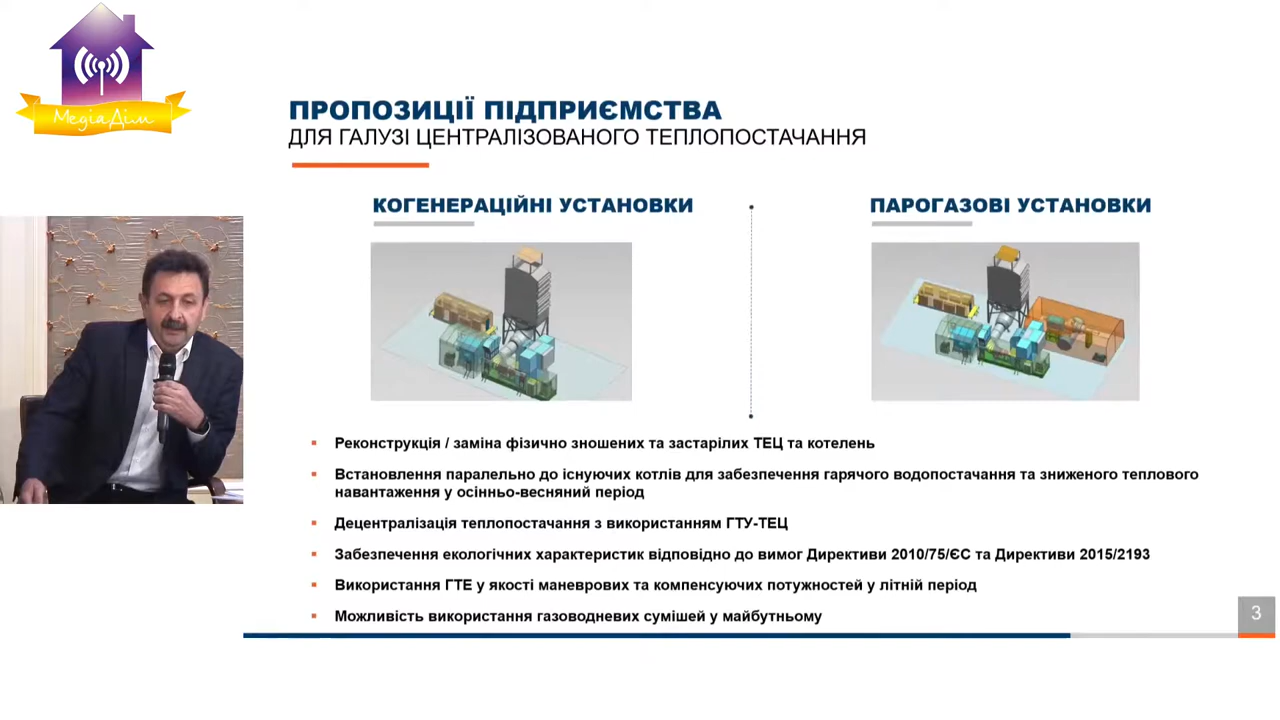 МедіаДім
ПРОПОЗИЦІЇ ПІДПРИЄМСТВА
ДЛЯ ГАЛУЗІ ЦЕНТРАЛІЗОВАНОГО ТЕПЛОПОСТАЧАННЯ
КОГЕНЕРАЦІЙНІ УСТАНОВКИ
ПАРОГАЗОВІ УСТАНОВКИ
Реконструкція / заміна фізично зношених та застарілих ТЕЦ та котелень
Встановлення паралельно до існуючих котлів для забезпечення гарячого водопостачання та зниженого теплового
навантаження у осінньо-весняний період
Децентралізація теплопостачання з використанням ГТУ-ТЕЦ
Забезпечення екологічних характеристик відповідно до вимог Директиви 2010/75/ЄС та Директиви 2015/2193
Використання ГТЕ у якості маневрових та компенсуючих потужностей у літній період
Можливість використання газоводневих сумішей у майбутньому
3